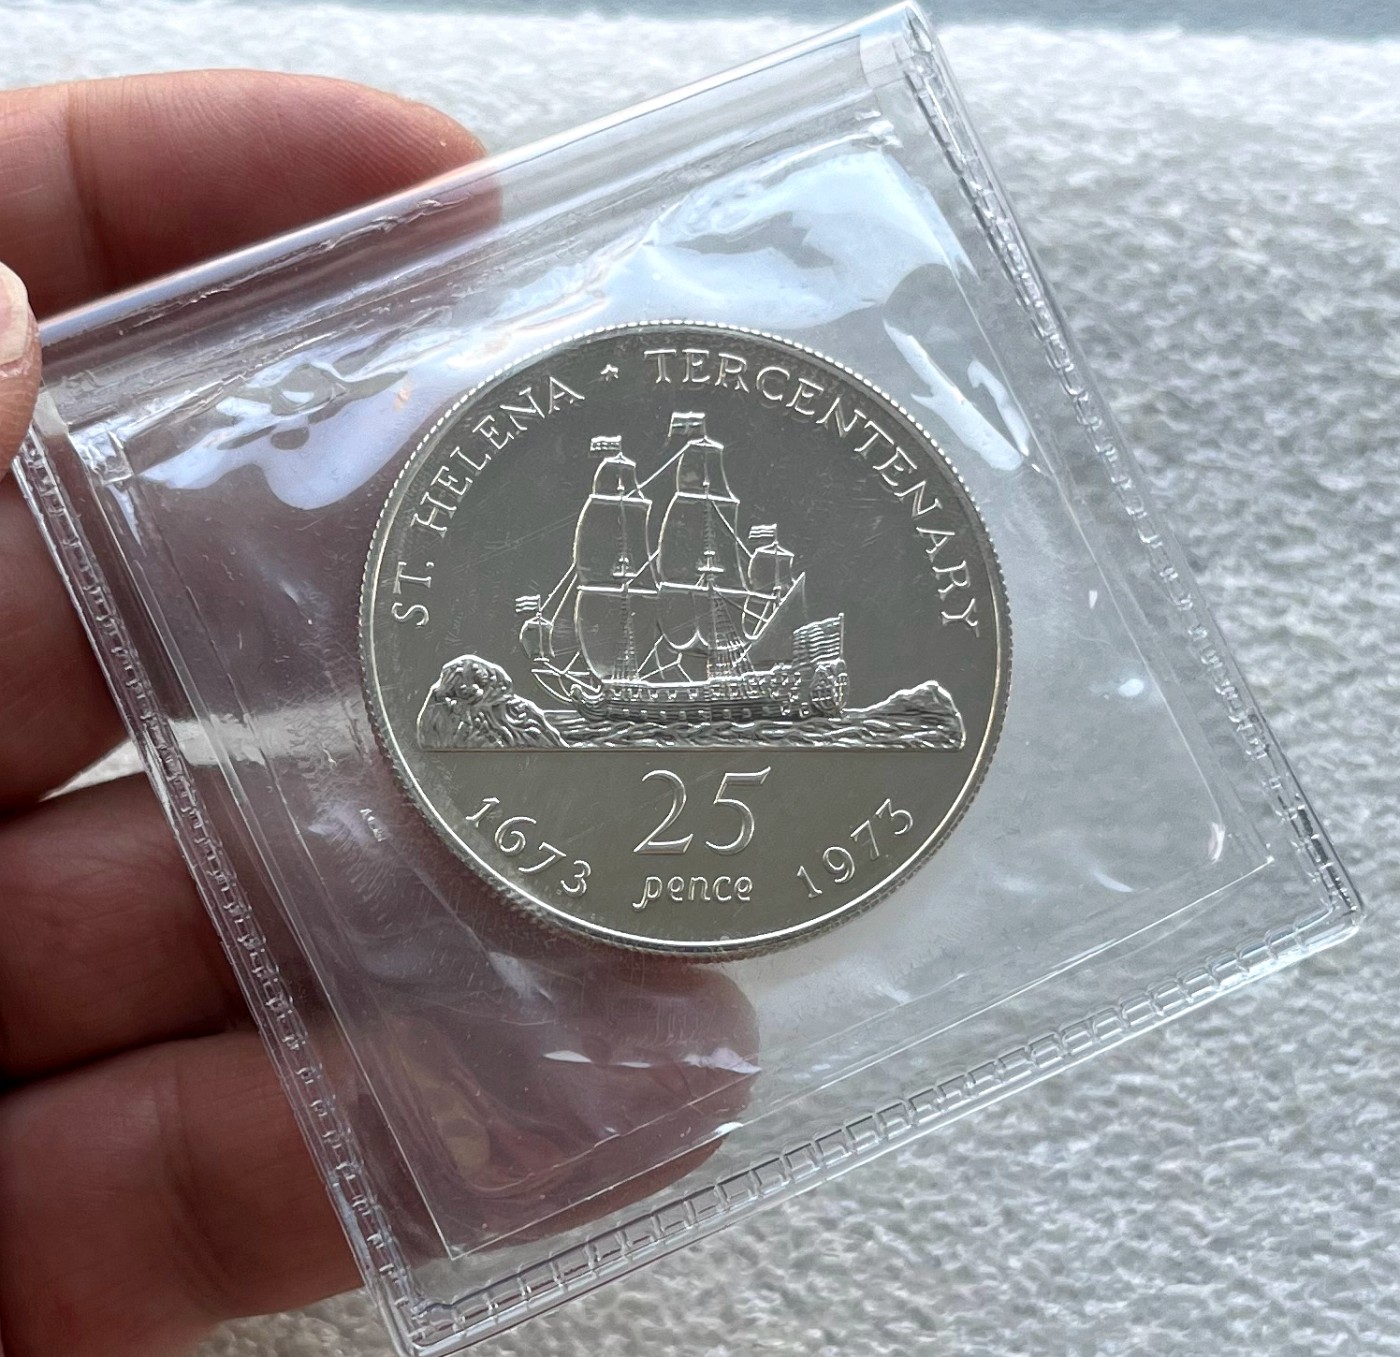 ST. HELENA • TERCENTENARY
25
pence
1673 1973